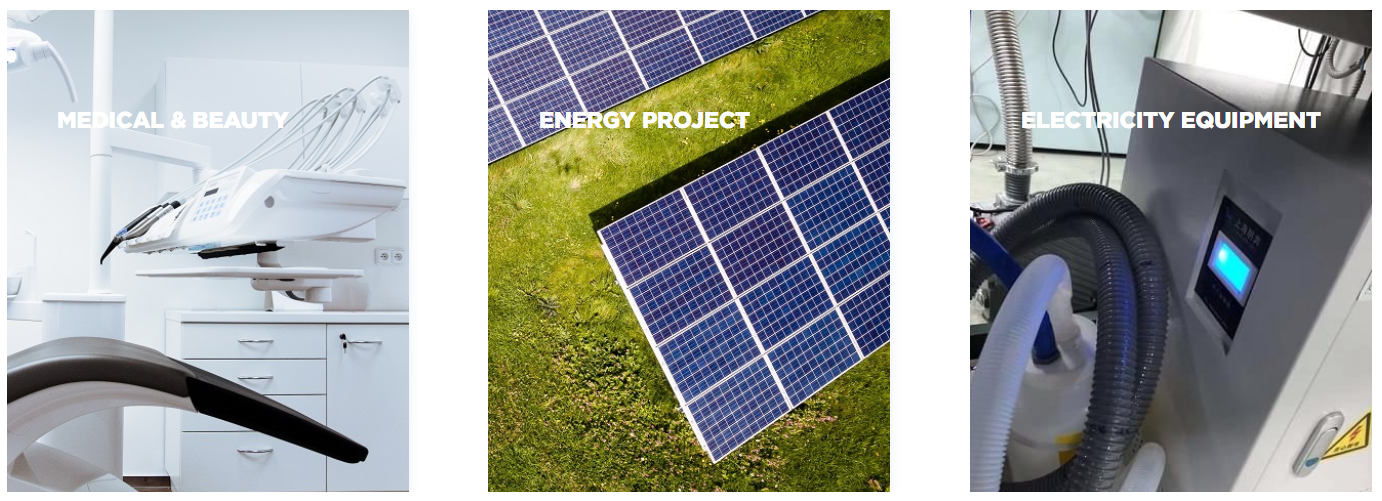 MEDICAL & BEAUTY
ENERGY PROJECT
ELECTRICITY EQUIPMENT